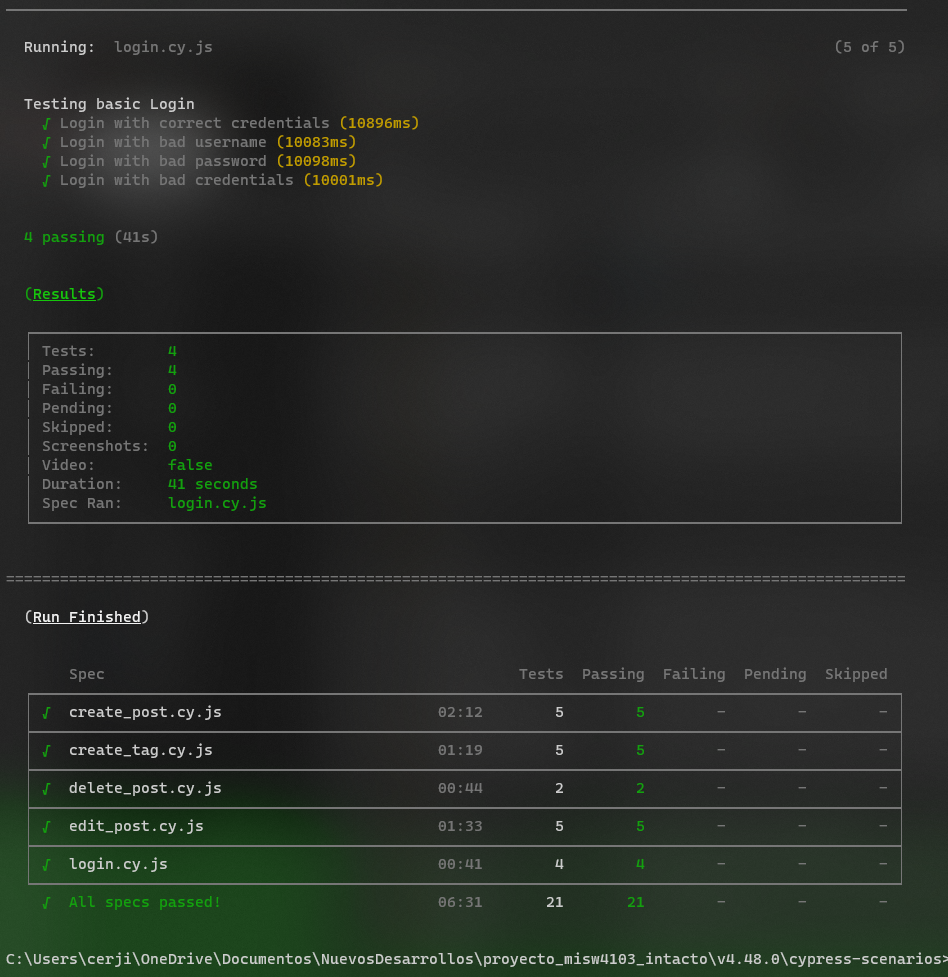 Running:  login.cy.js (5 of 5)
Testing basic Login
√ Login with correct credentials (10896ms)
√ Login with bad username (10083ms)
√ Login with bad password (10098ms)
√ Login with bad credentials (10001ms)
4 passing (41s)
(Results)
Tests: 4
Passing: 4
Failing: 0
Pending: 0
Skipped: 0
Screenshots: 0
Video: false
Duration: 41 seconds
Spec Ran: login.cy.js
====================================================================================================
(Run Finished)
Spec Tests Passing Failing Pending Skipped
√ create_post.cy.js 02:12 5 5 - - -
√ create_tag.cy.js 01:19 5 5 - - -
√ delete_post.cy.js 00:44 2 2 - - -
√ edit_post.cy.js 01:33 5 5 - - -
√ login.cy.js 00:41 4 4 - - -
√ All specs passed! 06:31 21 21 - - -
C:\Users\cerji\OneDrive\Documentos\NuevosDesarrollos\proyecto_misw4103_intacto\v4.48.0\cypress-scenarios>